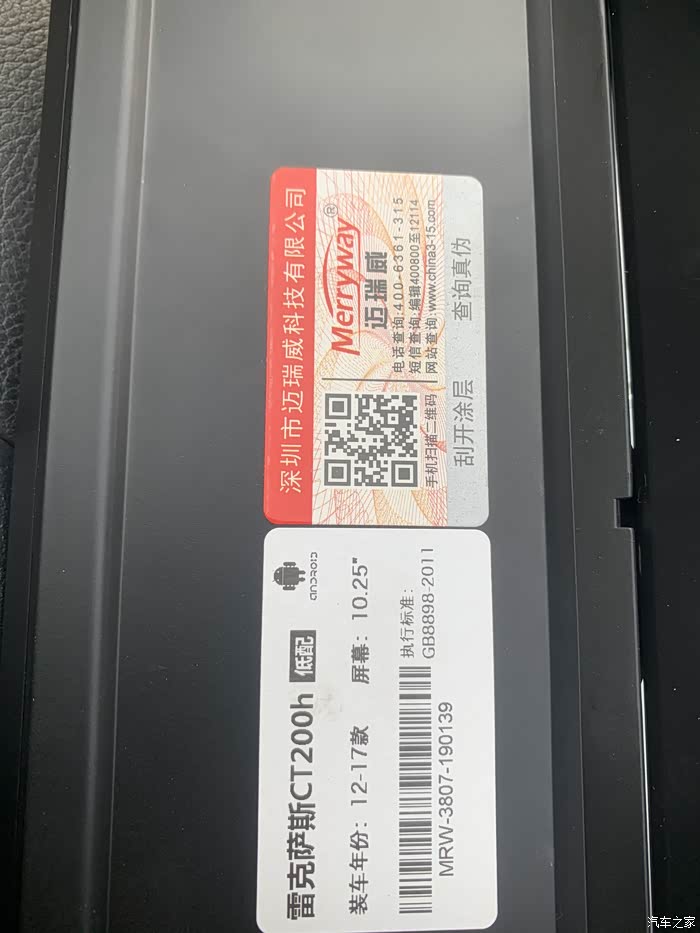 深圳市迈瑞威科技有限公司
Merryway®
迈瑞威
电话查询:400-6361-315
短信查询:编辑400800至12114
网站查询:www.china3-15.com
手机扫描二维码
刮开涂层 查询真伪
ANDROID
雷克萨斯CT200h 低配
装车年份：12-17款 屏幕：10.25"
执行标准：
GB8898-2011
MRW-3807-190139
汽车之家